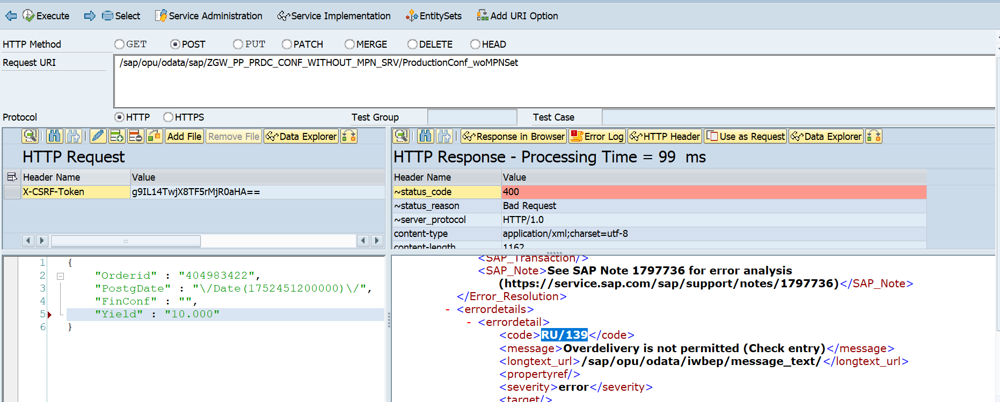 Execute Select Service Administration Service Implementation EntitySets Add URI Option
HTTP Method GET POST PUT PATCH MERGE DELETE HEAD
Request URI /sap/opu/odata/sap/ZGW_PP_PRDC_CONF_WITHOUT_MPN_SRV/ProductionConf_woMPNSet
Protocol HTTP HTTPS Test Group Test Case
Add File Remove File Data Explorer
HTTP Request
Header Name Value
X-CSRF-Token g9IL14TwjX8TF5rMjR0aHA==
1 {
2 "Orderid" : "404983422",
3 "PostgDate" : "\/Date(1752451200000)\/",
4 "FinConf" : "",
5 "Yield" : "10.000"
6 }
Response in Browser Error Log HTTP Header Use as Request Data Explorer
HTTP Response - Processing Time = 99 ms
Header Name Value
~status_code 400
~status_reason Bad Request
~server_protocol HTTP/1.0
content-type application/xml;charset=utf-8
content-length 1162
<SAP_Transaction/>
<SAP_Note>See SAP Note 1797736 for error analysis
(https://service.sap.com/sap/support/notes/1797736)</SAP_Note>
</Error_Resolution>
- <errordetails>
- <errordetail>
<code>RU/139</code>
<message>Overdelivery is not permitted (Check entry)</message>
<longtext_url>/sap/opu/odata/iwbep/message_text/</longtext_url>
<propertyref/>
<severity>error</severity>
<target/>